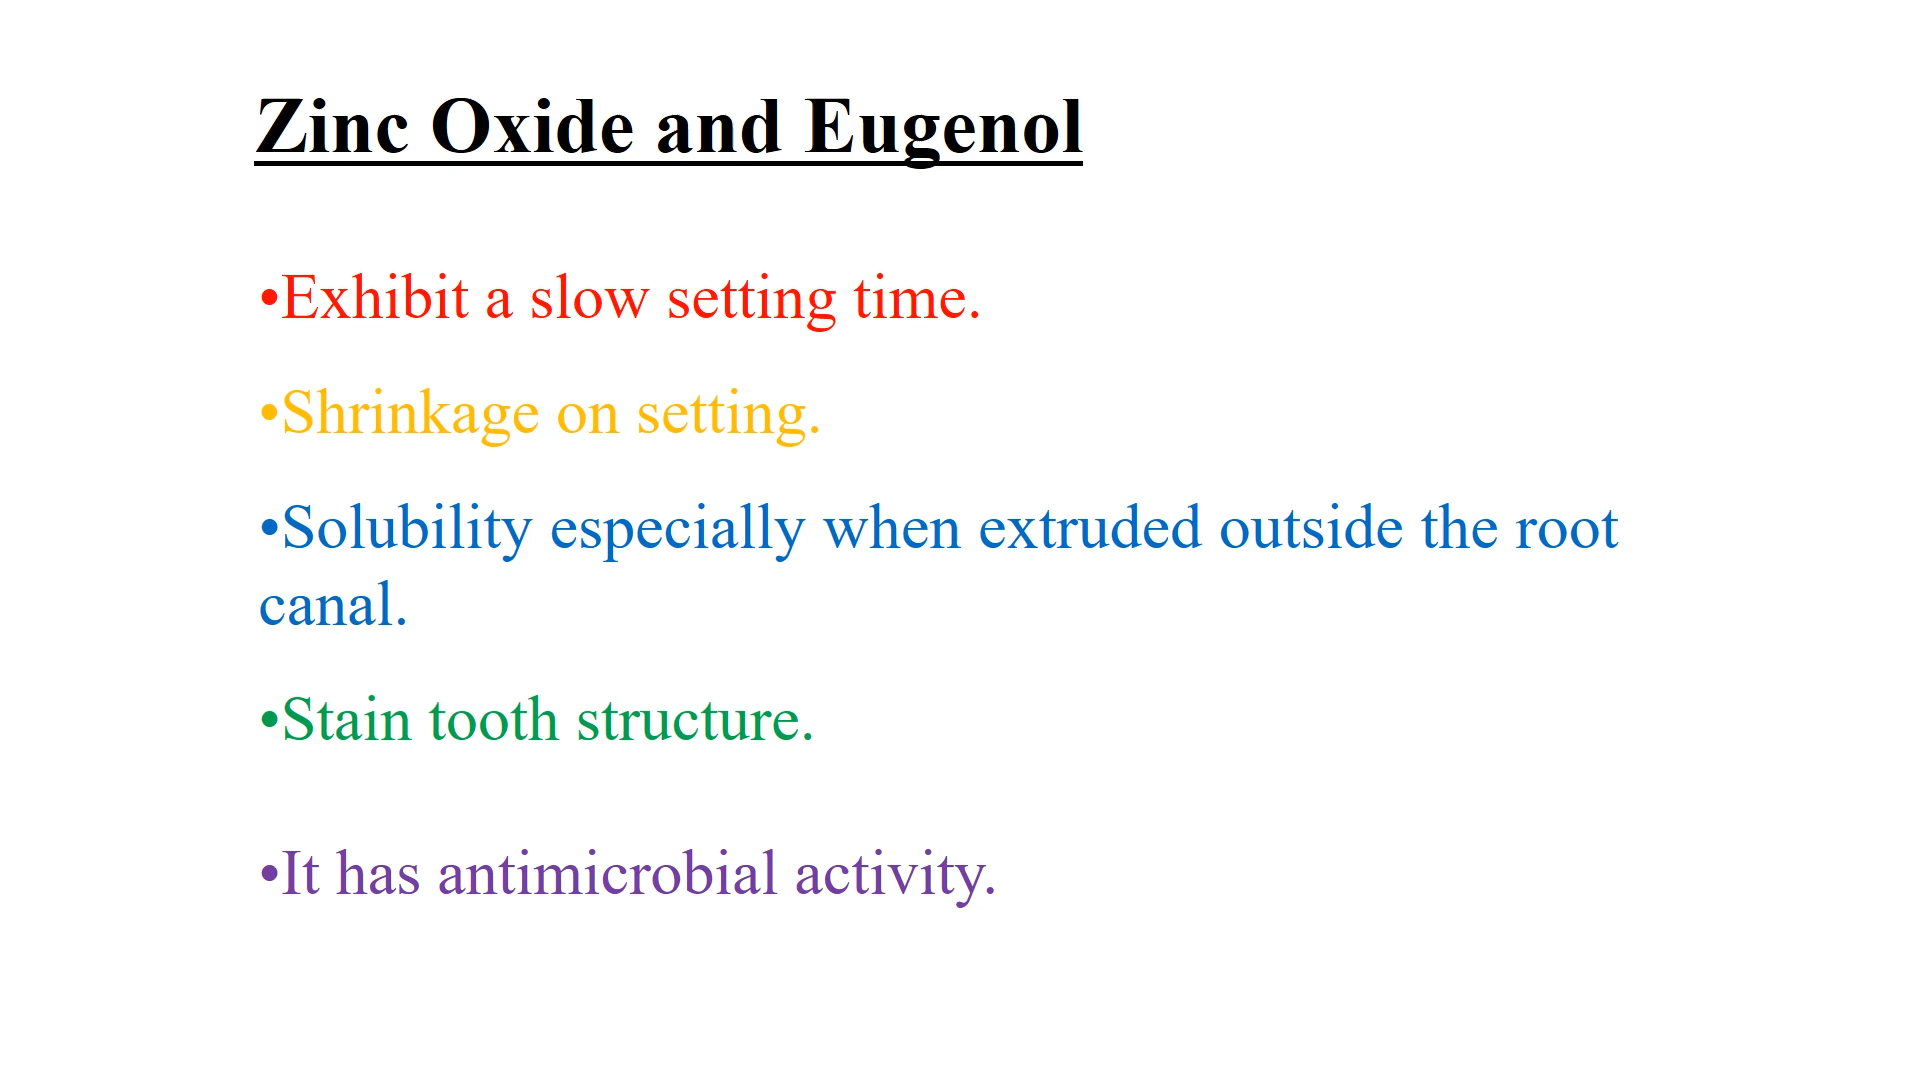 Zinc Oxide and Eugenol
•Exhibit a slow setting time.
•Shrinkage on setting.
•Solubility especially when extruded outside the root
canal.
•Stain tooth structure.
•It has antimicrobial activity.